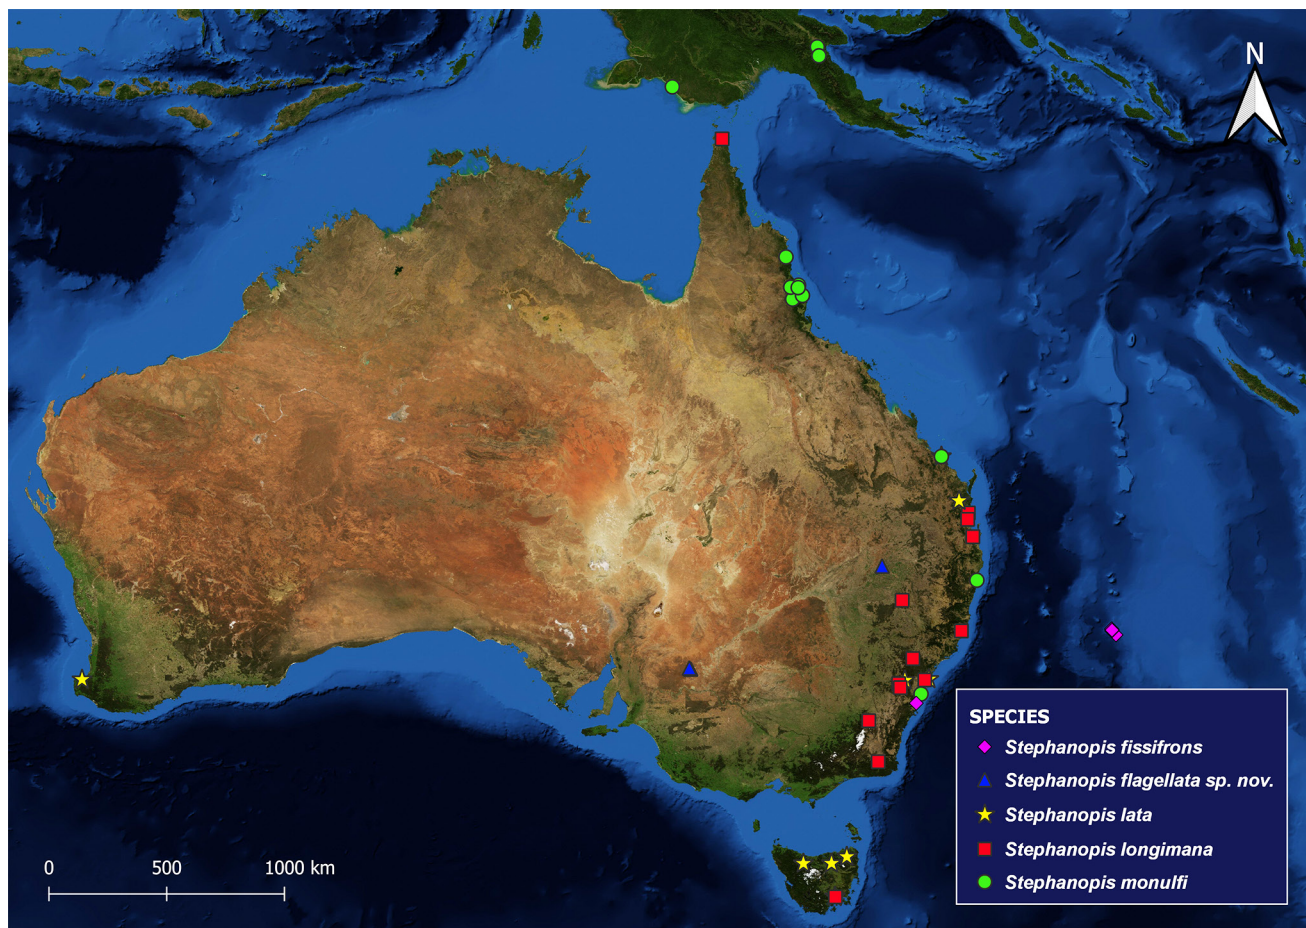 N
SPECIES
Stephanopis fissifrons
Stephanopis flagellata sp. nov.
Stephanopis lata
Stephanopis longimana
Stephanopis monulfi
0 500 1000 km